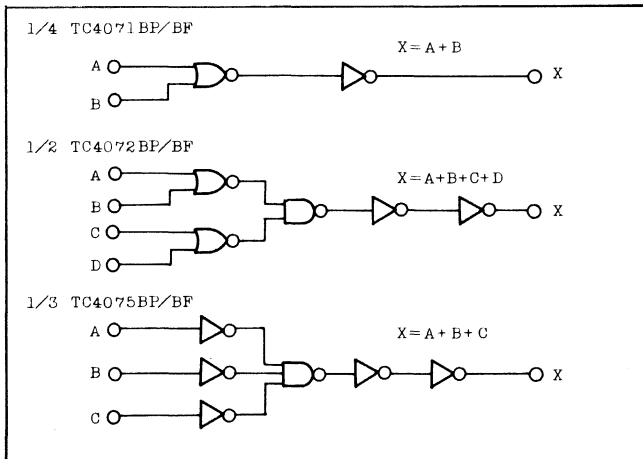 1/4 TC4071BP/BF
X=A+B
A
X
B
1/2 TC4072BP/BF
A
X=A+B+C+D
B
X
C
D
1/3 TC4075BP/BF
A
X=A+B+C
B
X
C